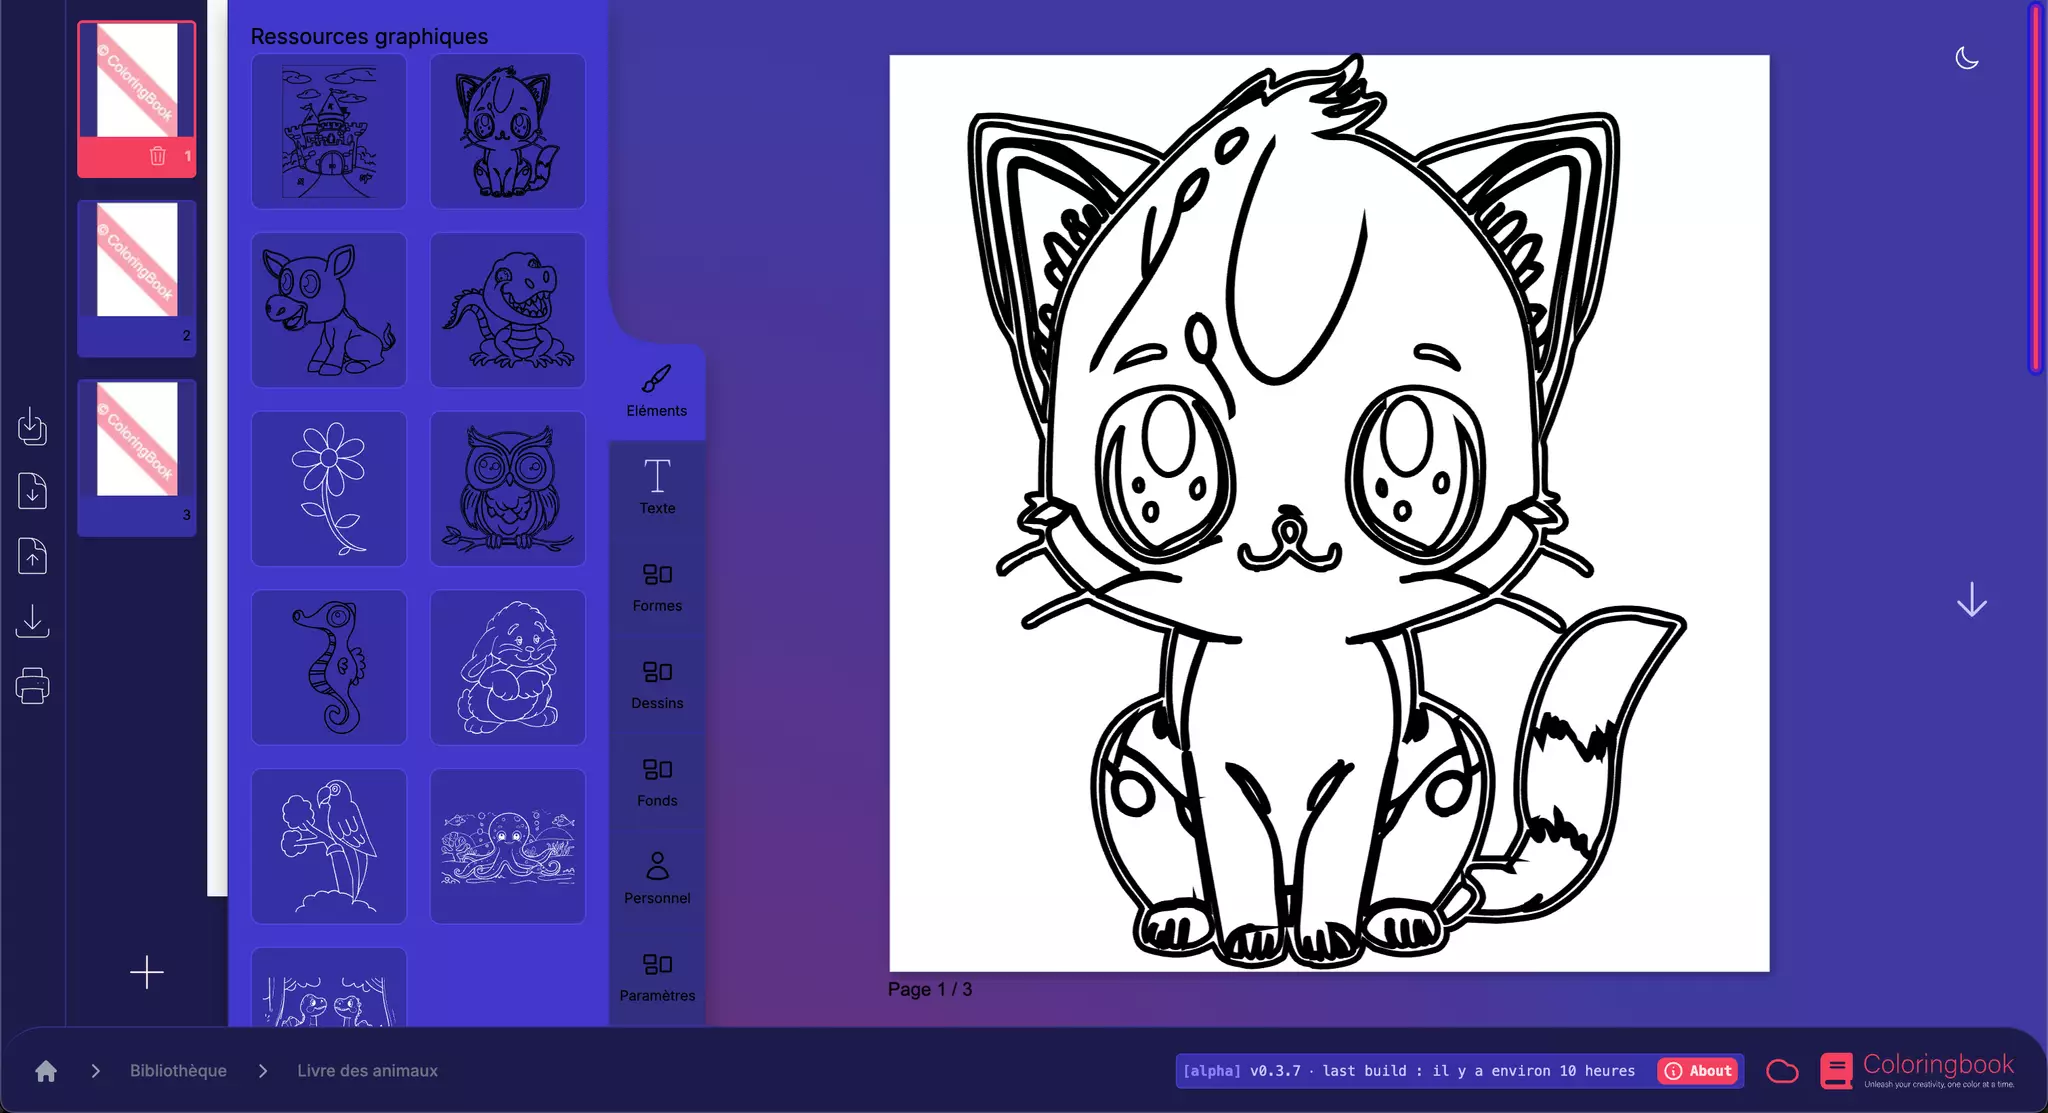 © ColoringBook
1
© ColoringBook
2
© ColoringBook
3
Ressources graphiques
Eléments
Texte
Formes
Dessins
Fonds
Personnel
Paramètres
Page 1 / 3
Bibliothèque
Livre des animaux
[alpha] v0.3.7 · last build : il y a environ 10 heures
About
Coloringbook
Unleash your creativity, one color at a time.